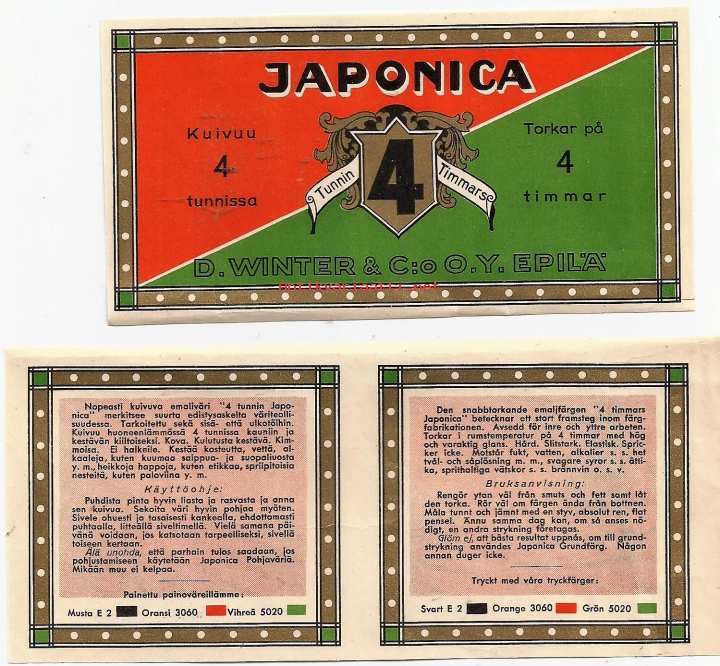 JAPONICA
Kuivuu
4
tunnissa
Torkar på
4
timmar
Tunnin 4 Timmars
D. WINTER & C:o O.Y. EPILÄ
Nopeasti kuivuva emaliväri "4 tunnin Japo-
nica" merkitsee suurta edistysaskelta väriteolli-
suudessa. Tarkoitettu sekä sisä- että ulkotöihin.
Kuivuu huoneenlämmässä 4 tunnissa kauniin ja
kestävän kiiltoiseksi. Kova. Kulutusta kestävä. Kim-
moisa. Ei halkeile. Kestää kosteutta, vettä, al-
kaaleja, kuten kuumaa saippua- ja suopaliuosta
y. m., heikkoja happoja, kuten etikkaa, spriipitoisia
nesteitä, kuten paloviina y. m.
Käyttöohje:
Puhdista pinta hyvin liasta ja rasvasta ja anna
sen kuivua. Sekoita väri hyvin pohjaa myöten.
Sivele ohuesti ja tasaisesti kankealla, ehdottomasti
puhtaalla, litteällä siveltimellä. Vielä samana päi-
vänä voidaan, jos katsotaan tarpeelliseksi, sivellä
toiseen kertaan.
Älä unohda, että parhain tulos saadaan, jos
pohjustamiseen käytetään Japonica Pohjaväriä.
Mikään muu ei kelpaa.
Painettu painoväreillämme:
Musta E 2 Oransi 3060 Vihreä 5020
Den snabbtorkande emaljfärgen "4 timmars
Japonica" betecknar ett stort framsteg inom färg-
fabrikationen. Avsedd för inre och yttre arbeten.
Torkar i rumstemperatur på 4 timmar med hög
och varaktig glans. Hård. Slitstark. Elastisk. Spric-
ker icke. Motstår fukt, vatten, alkalier s. s. het
tvål- och såplösning m. m., svagare syror s. s. ätti-
ka, sprithaltiga vätskor s. s. brännvin o. s. v.
Bruksanvisning:
Rengör ytan väl från smuts och fett samt låt
den torka. Rör väl om färgen ända från bottnen.
Måla tunnt och jämnt med en styv, absolut ren, flat
pensel. Annu samma dag kan, om så anses nö-
digt, en andra strykning företagas.
Glöm ej, att bästa resultat uppnås, om till grund-
strykning användes Japonica Grundfärg. Någon
annan duger icke.
Tryckt med våra tryckfärger:
Svart E 2 Orange 3060 Grön 5020